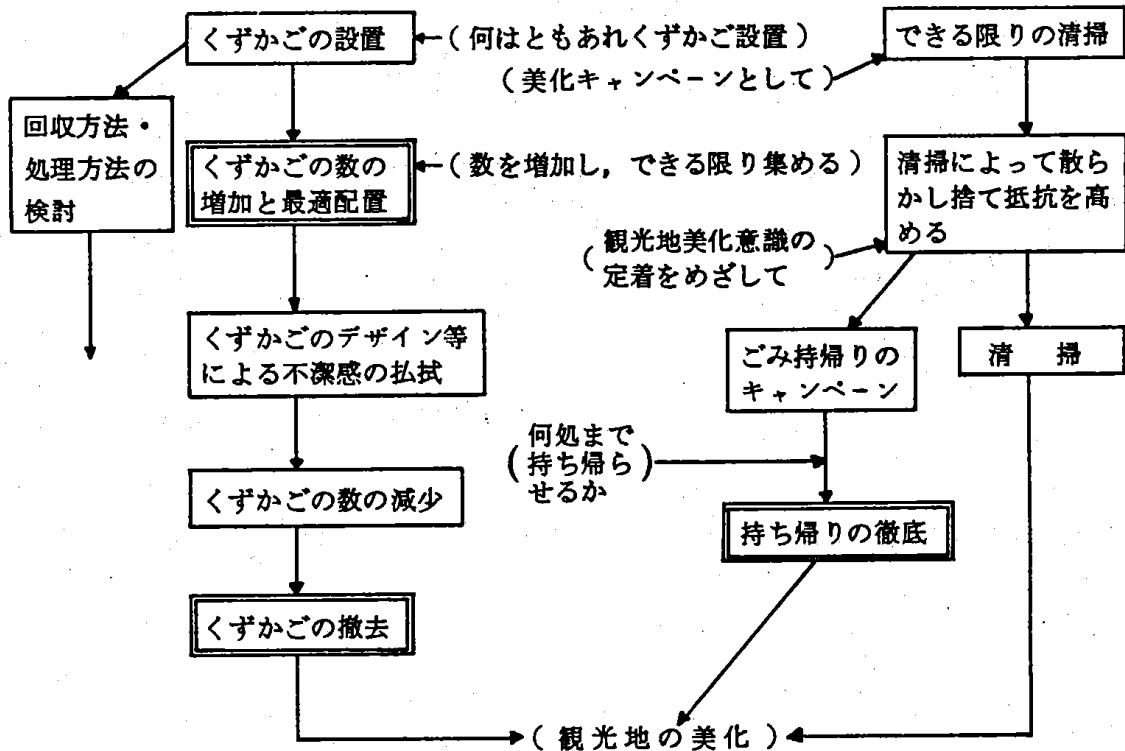 くずかごの設置
(何はともあれくずかご設置)
できる限りの清掃
(美化キャンペーンとして)
回収方法・
処理方法の
検討
くずかごの数の
増加と最適配置
(数を増加し,できる限り集める)
清掃によって散ら
かし捨て抵抗を高
める
(観光地美化意識の
定着をめざして)
くずかごのデザイン等
による不潔感の払拭
ごみ持帰りの
キャンペーン
清 掃
(何処まで
持ち帰ら
せるか)
くずかごの数の減少
持ち帰りの徹底
くずかごの撤去
(観光地の美化)